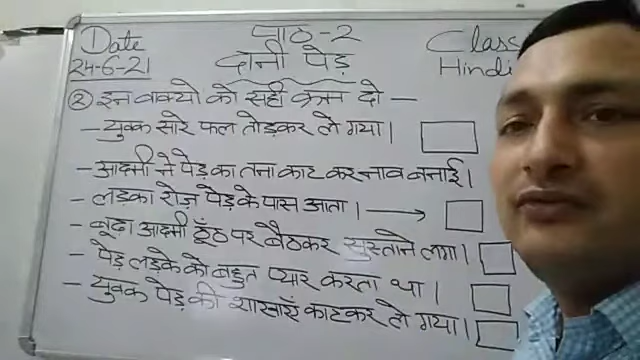 Date
24-6-21
पाठ-2
दानी पेड़
Class
Hindi
② इन वाक्यो को सही क्रम दो —
- युवक सारे फल तोड़कर ले गया।
- आदमी ने पेड़ का तना काट कर नाव बनाई।
- लड़का रोज़ पेड़ के पास आता।
- बूढ़ा आदमी ठूँठ पर बैठकर सुस्ताने लगा।
- पेड़ लड़के को बहुत प्यार करता था।
- युवक पेड़ की शाखाएँ काटकर ले गया।